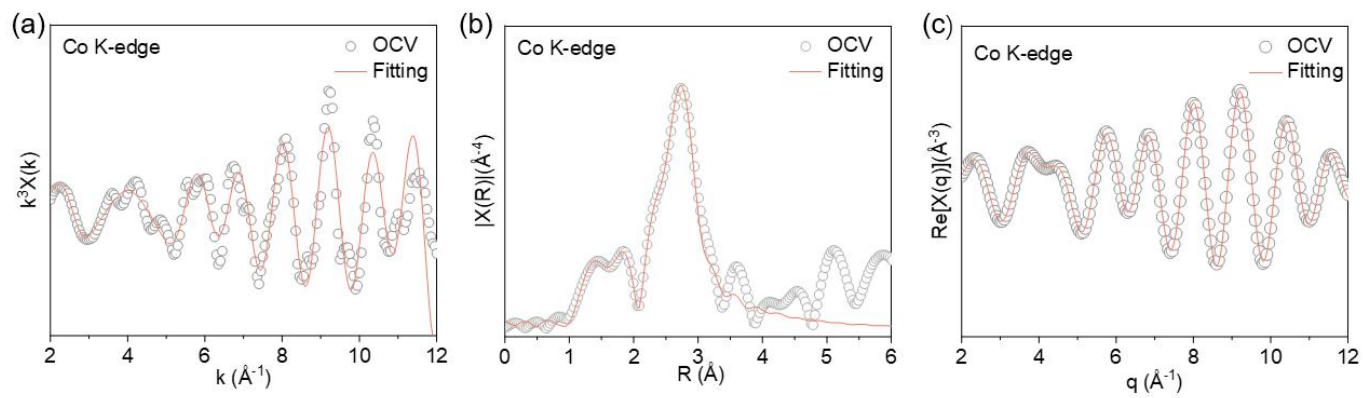 (a)
Co K-edge
OCV
Fitting
k³X(k)
2 4 6 8 10 12
k (Å⁻¹)
(b)
Co K-edge
OCV
Fitting
|X(R)|(Å⁻⁴)
0 1 2 3 4 5 6
R (Å)
(c)
Co K-edge
OCV
Fitting
Re[X(q)](Å⁻³)
2 4 6 8 10 12
q (Å⁻¹)